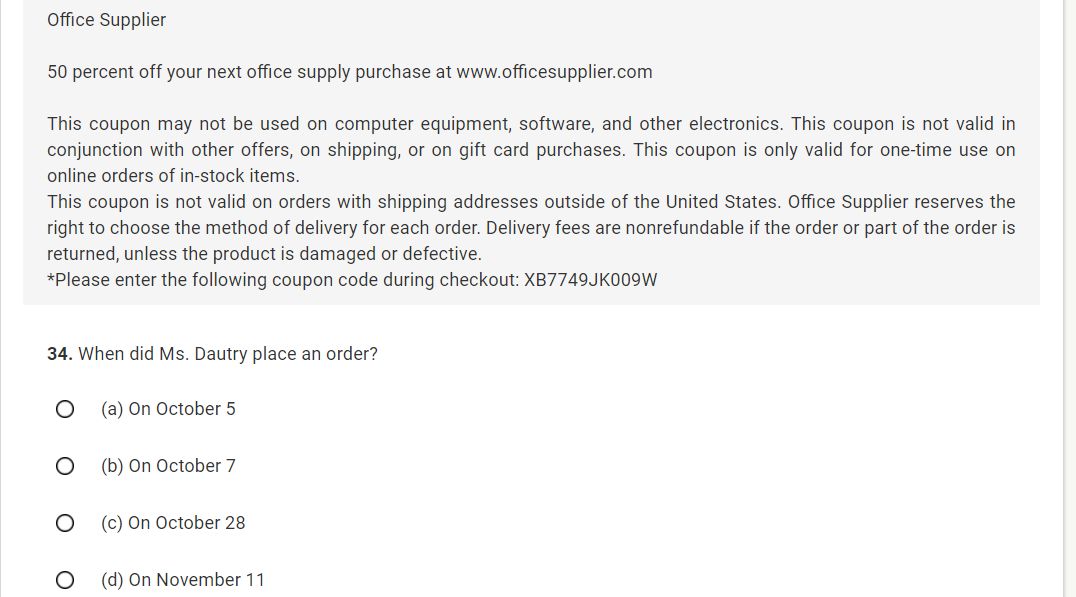 Office Supplier
50 percent off your next office supply purchase at www.officesupplier.com
This coupon may not be used on computer equipment, software, and other electronics. This coupon is not valid in
conjunction with other offers, on shipping, or on gift card purchases. This coupon is only valid for one-time use on
online orders of in-stock items.
This coupon is not valid on orders with shipping addresses outside of the United States. Office Supplier reserves the
right to choose the method of delivery for each order. Delivery fees are nonrefundable if the order or part of the order is
returned, unless the product is damaged or defective.
*Please enter the following coupon code during checkout: XB7749JK009W
34. When did Ms. Dautry place an order?
(a) On October 5
(b) On October 7
(c) On October 28
(d) On November 11